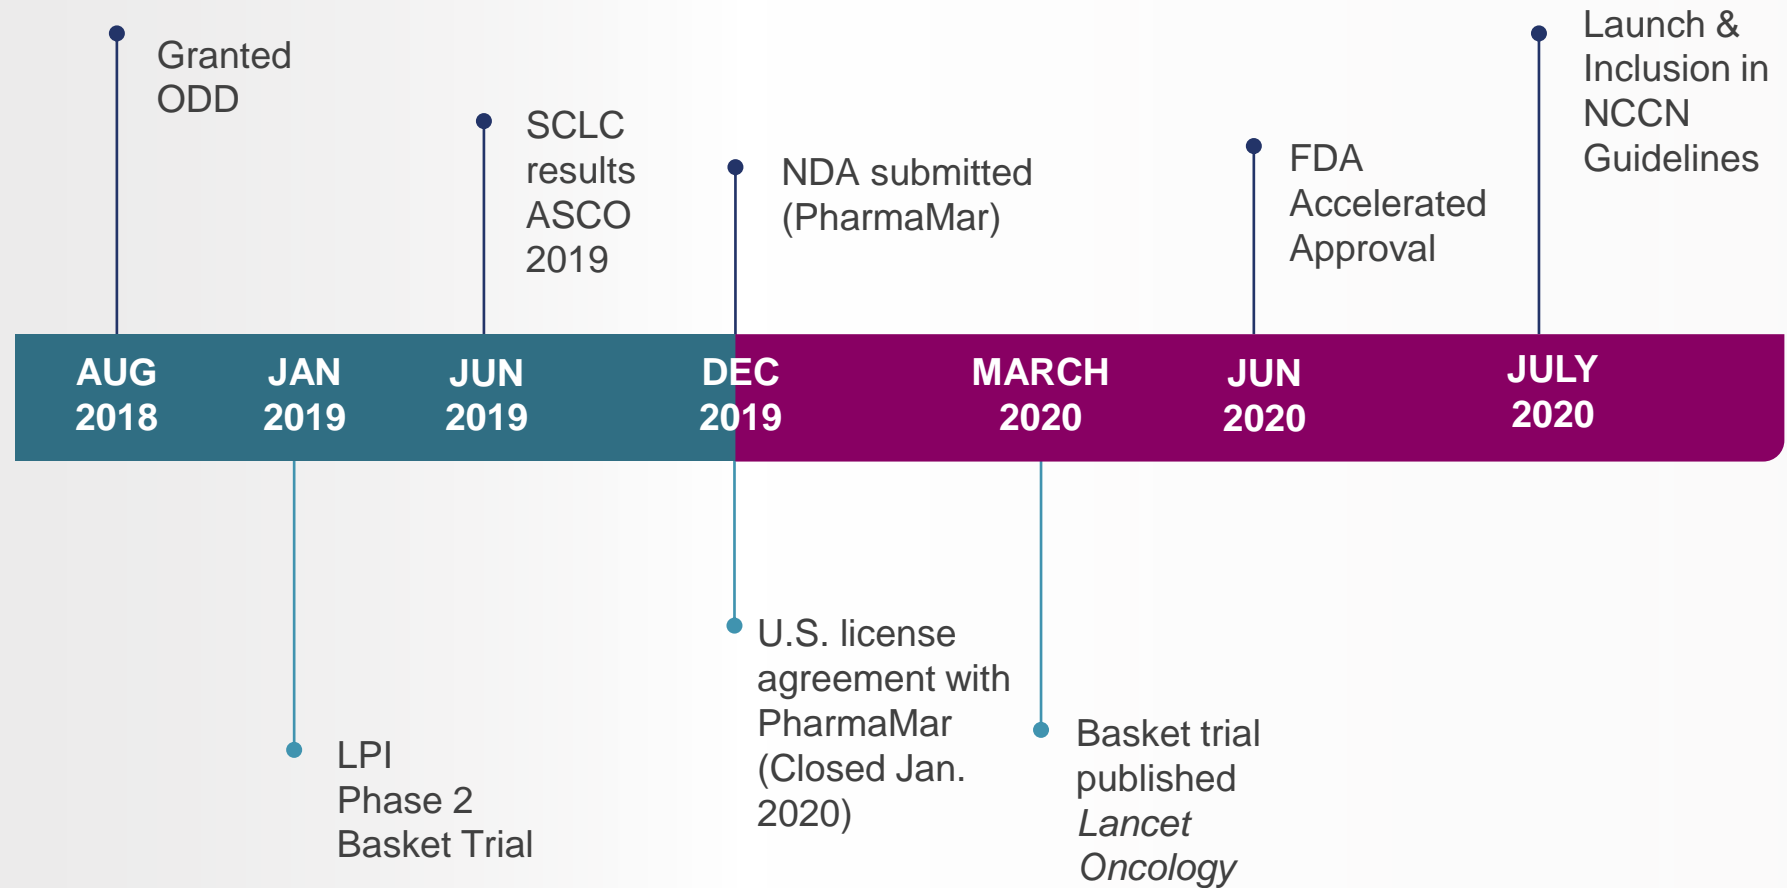 Granted
ODD
SCLC
results
ASCO
2019
NDA submitted
(PharmaMar)
FDA
Accelerated
Approval
Launch &
Inclusion in
NCCN
Guidelines
AUG
2018
JAN
2019
JUN
2019
DEC
2019
MARCH
2020
JUN
2020
JULY
2020
LPI
Phase 2
Basket Trial
U.S. license
agreement with
PharmaMar
(Closed Jan.
2020)
Basket trial
published
Lancet
Oncology